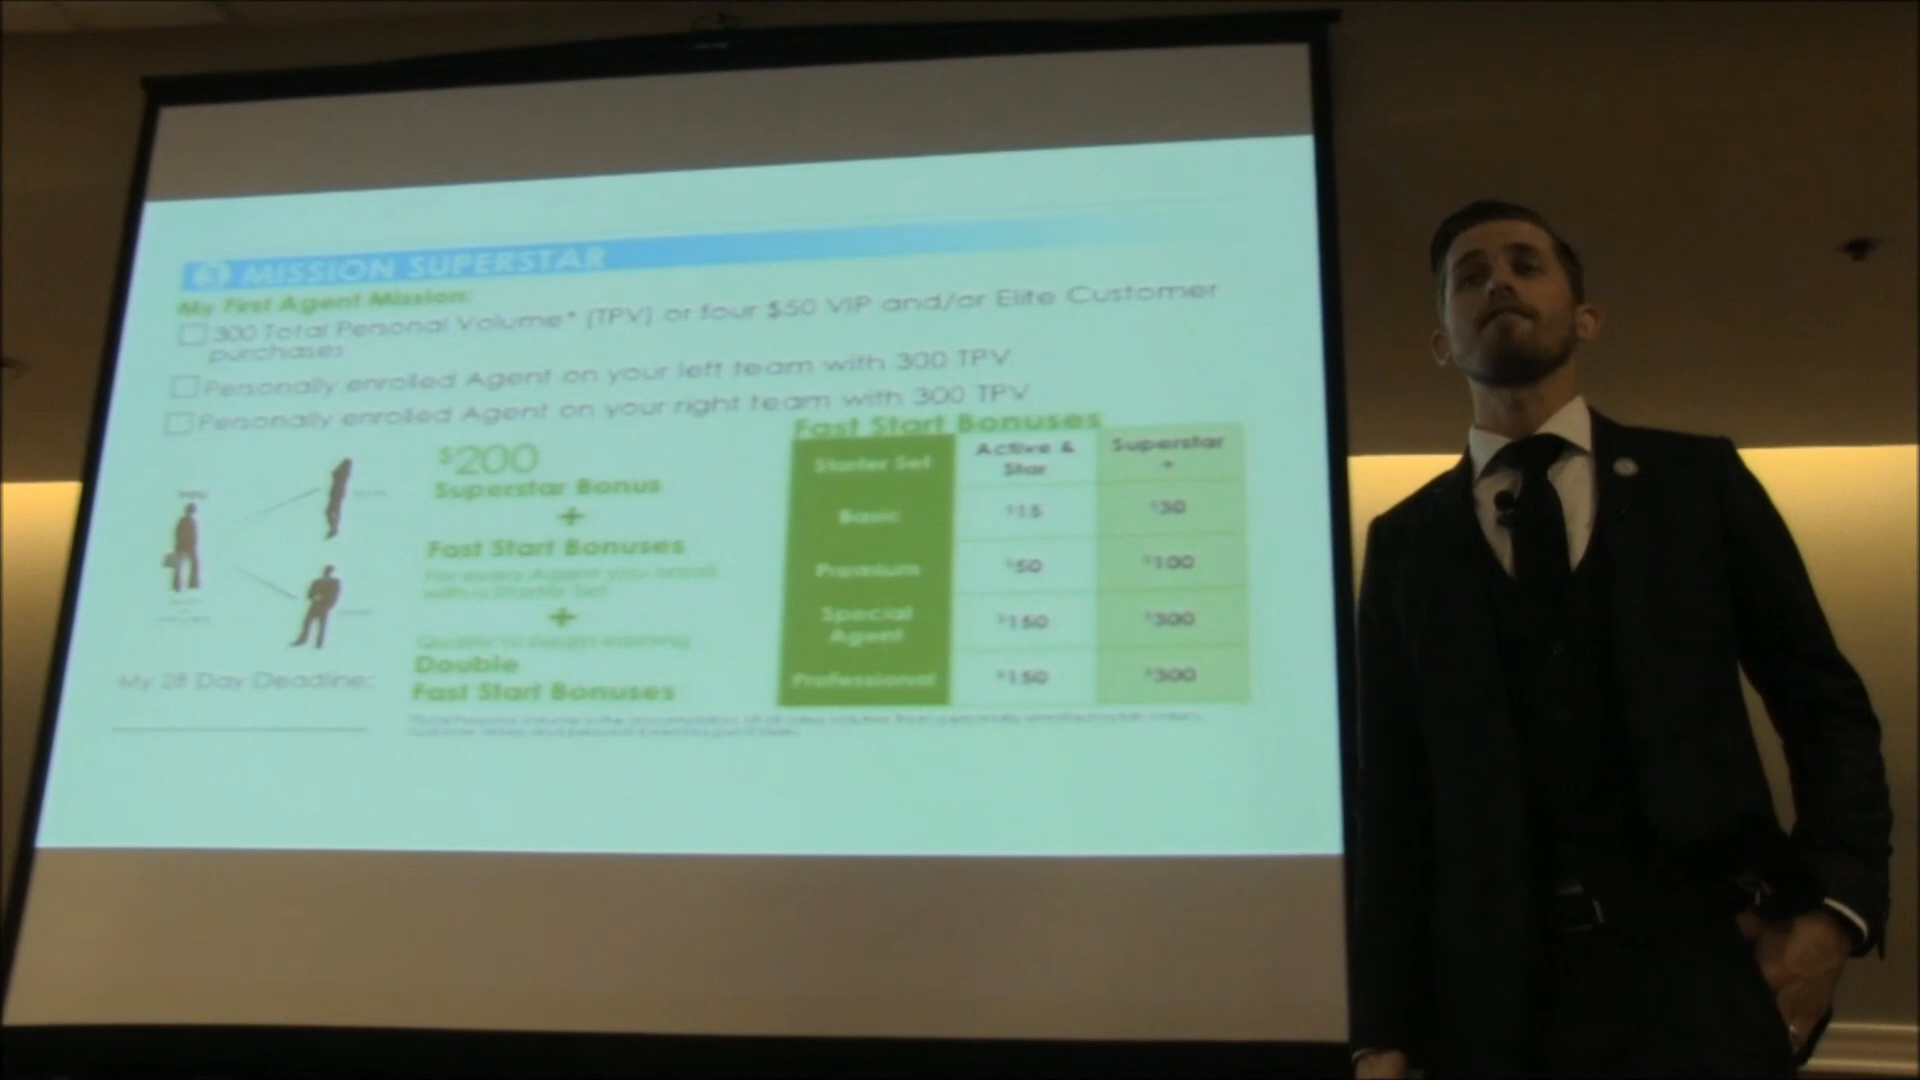 3 MISSION SUPERSTAR
My First Agent Mission:
300 Total Personal Volume* (TPV) or four $50 VIP and/or Elite Customer
purchases
Personally enrolled Agent on your left team with 300 TPV
Personally enrolled Agent on your right team with 300 TPV
YOU
$200
Superstar Bonus
+
Fast Start Bonuses
For every Agent you enroll
with a Starter Set
+
Qualify to begin earning
Double
Fast Start Bonuses
My 28 Day Deadline:
Fast Start Bonuses
Starter Set
Active &
Star
Superstar
+
Basic $15 $30
Premium $50 $100
Special
Agent
$150 $300
Professional $150 $300